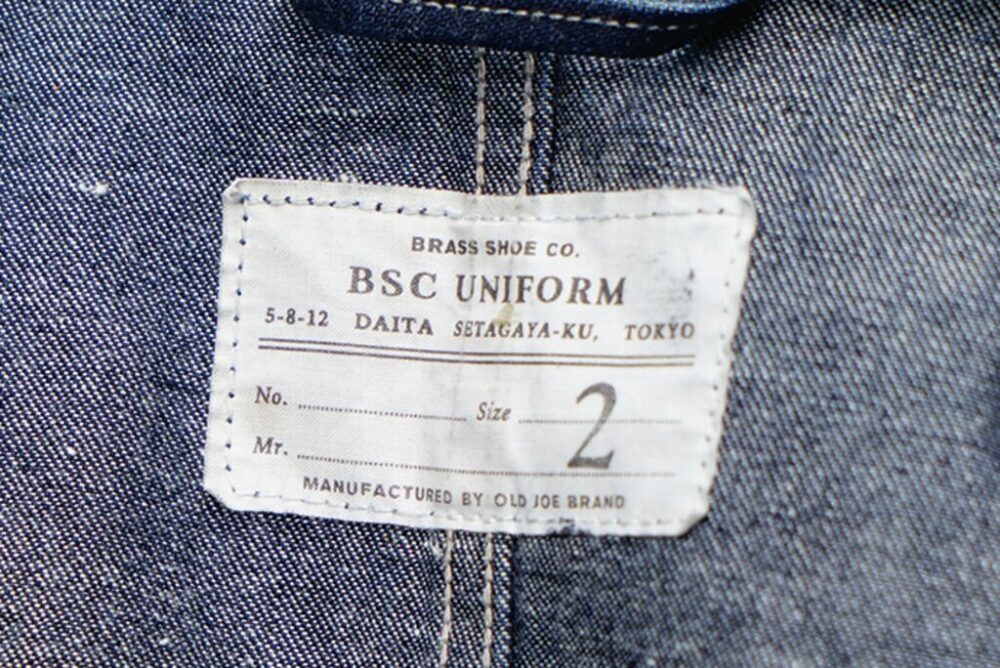 BRASS SHOE CO.
BSC UNIFORM
5-8-12 DAITA SETAGAYA-KU, TOKYO
No. Size 2
Mr.
MANUFACTURED BY OLD JOE BRAND